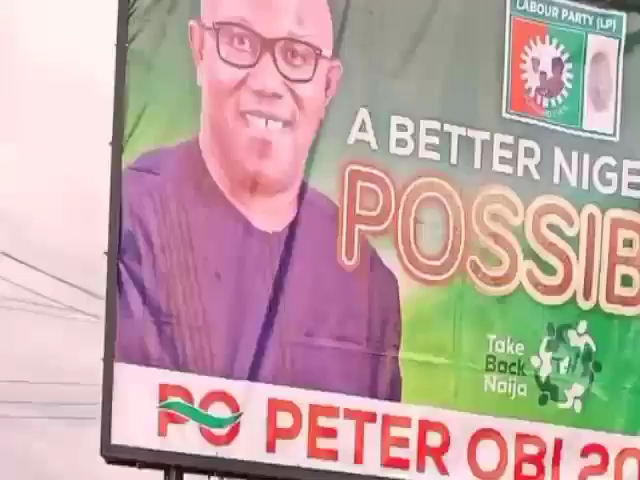 LABOUR PARTY (LP)
A BETTER NIGE
POSSIB
Take
Back
Naija
PO PETER OBI 20